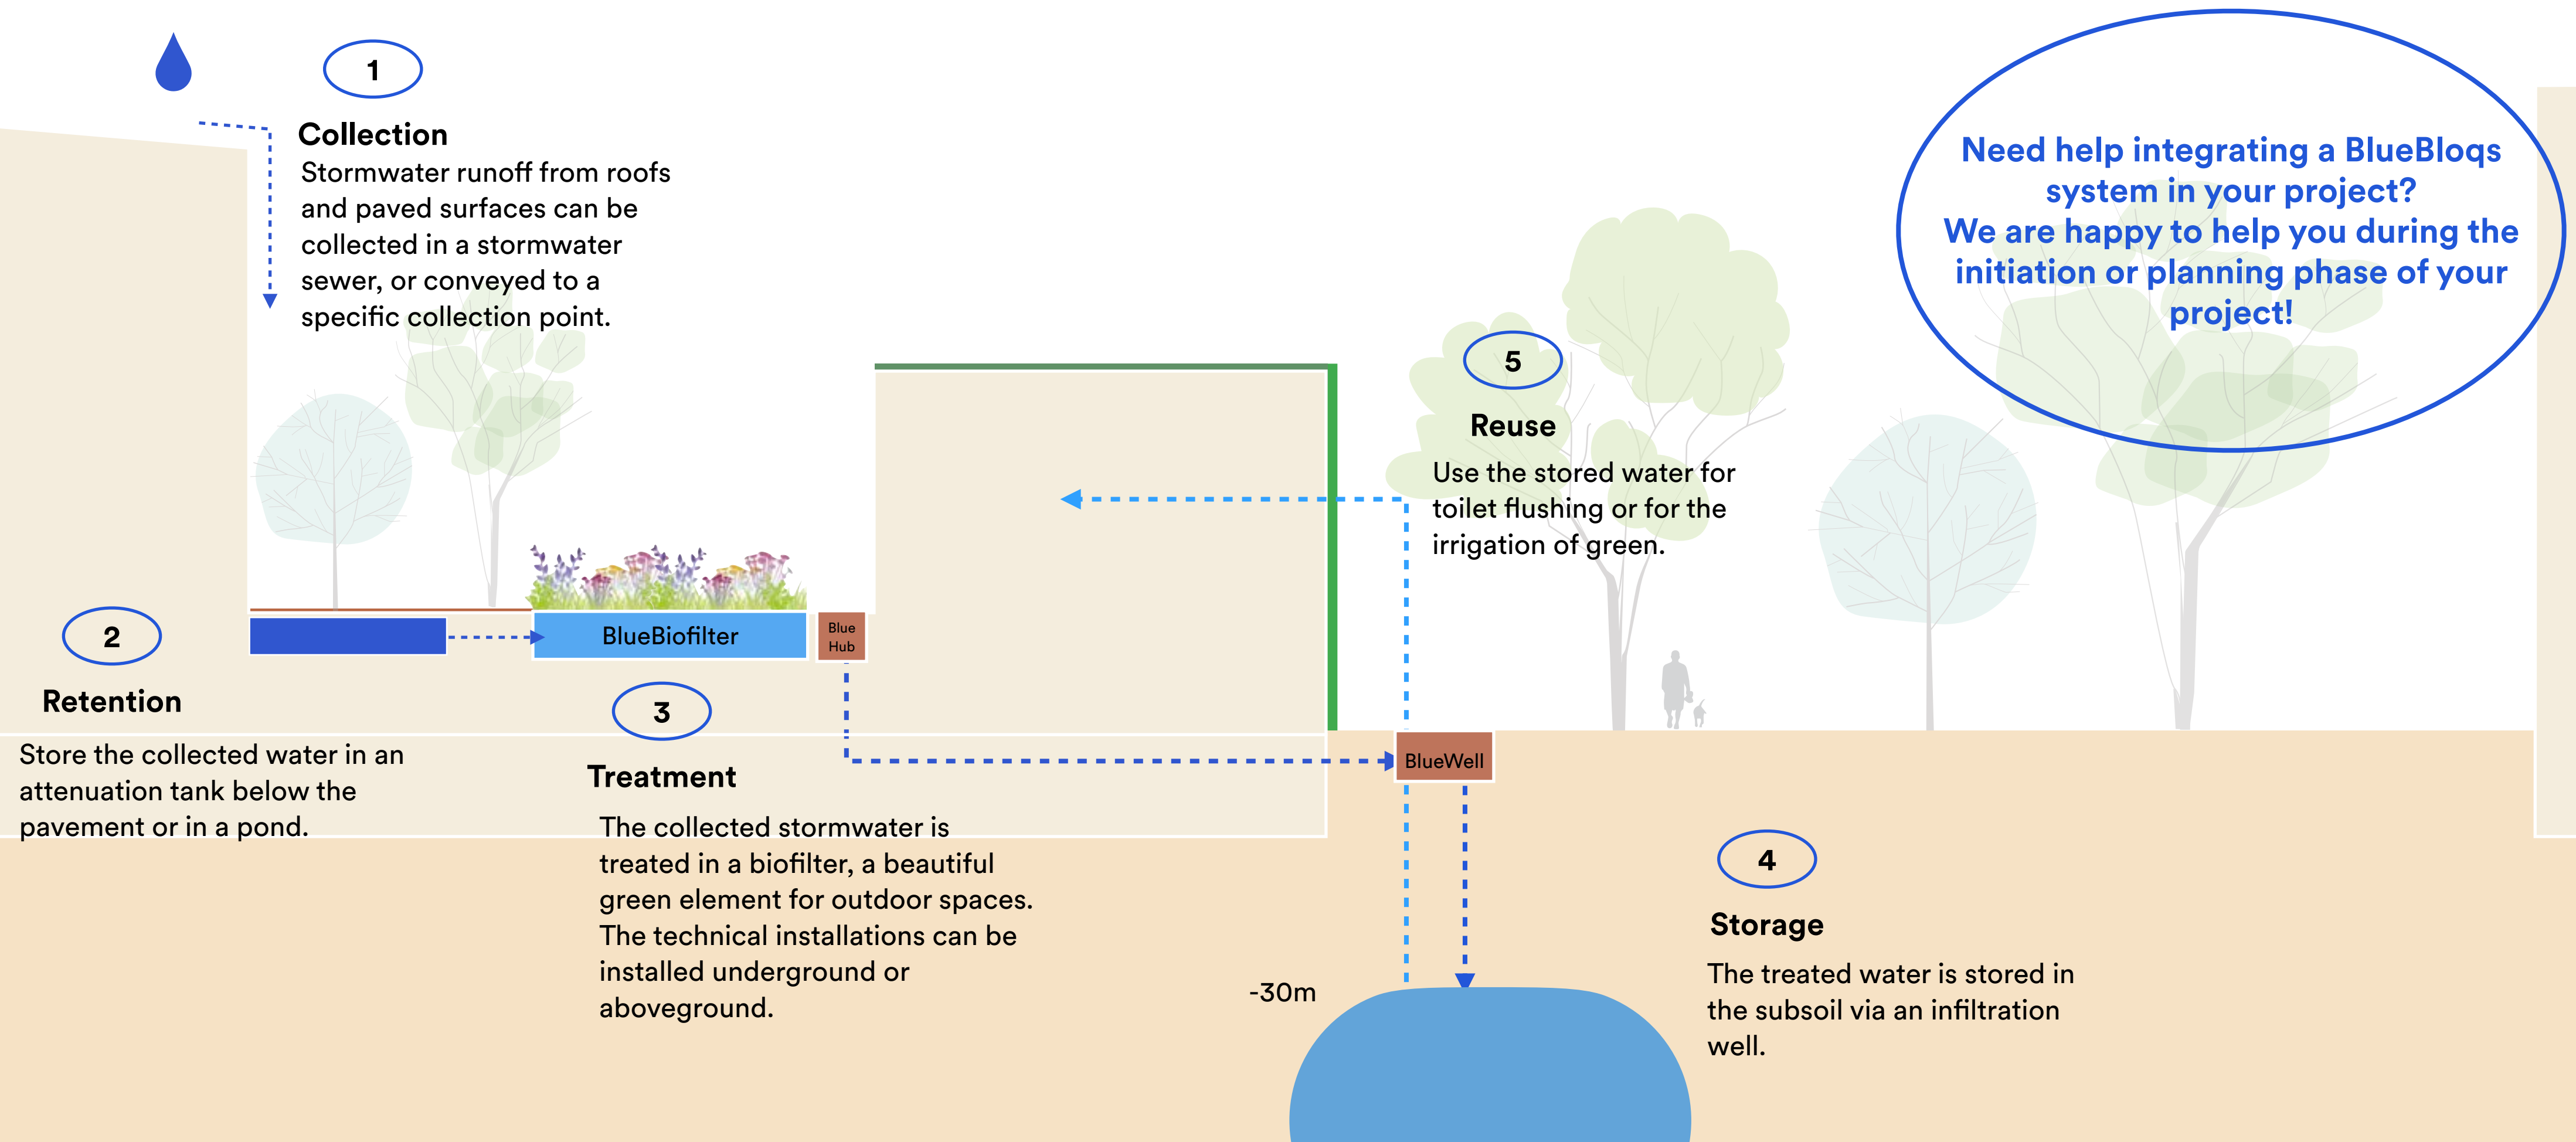 1
Collection
Stormwater runoff from roofs
and paved surfaces can be
collected in a stormwater
sewer, or conveyed to a
specific collection point.
2
Retention
Store the collected water in an
attenuation tank below the
pavement or in a pond.
BlueBiofilter
Blue
Hub
3
Treatment
The collected stormwater is
treated in a biofilter, a beautiful
green element for outdoor spaces.
The technical installations can be
installed underground or
aboveground.
BlueWell
-30m
4
Storage
The treated water is stored in
the subsoil via an infiltration
well.
5
Reuse
Use the stored water for
toilet flushing or for the
irrigation of green.
Need help integrating a BlueBloqs
system in your project?
We are happy to help you during the
initiation or planning phase of your
project!